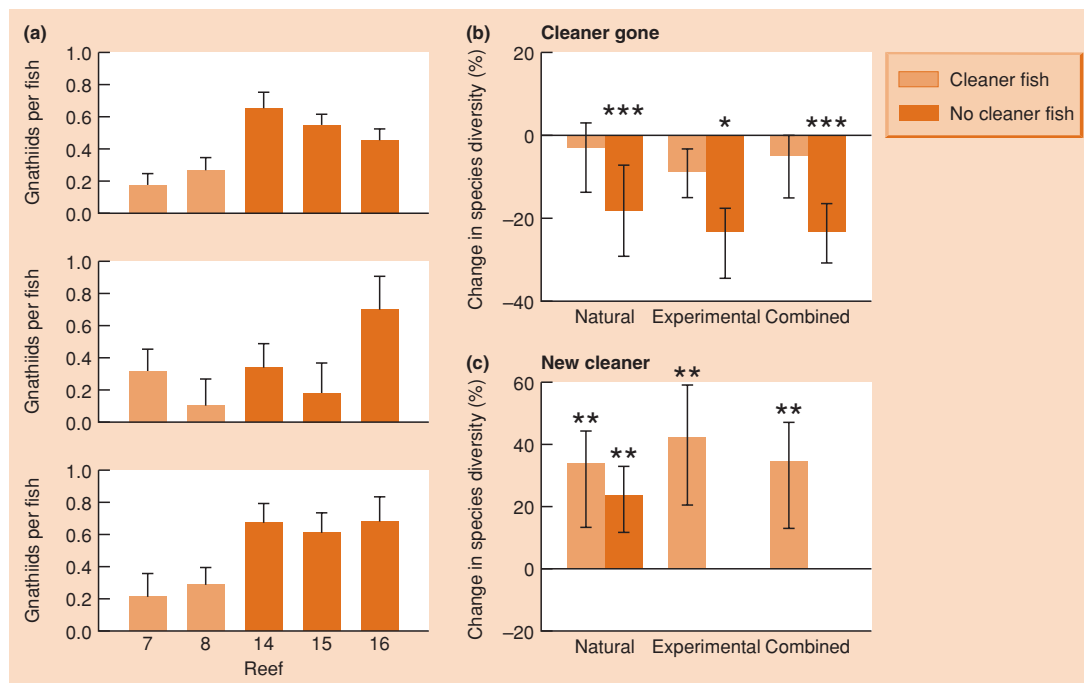 (a)
Gnathiids per fish
1.0
0.8
0.6
0.4
0.2
0.0
Gnathiids per fish
1.0
0.8
0.6
0.4
0.2
0.0
Gnathiids per fish
1.0
0.8
0.6
0.4
0.2
0.0
7 8 14 15 16
Reef
(b) Cleaner gone
Change in species diversity (%)
20
0
–20
–40
*** * ***
Natural Experimental Combined
(c) New cleaner
Change in species diversity (%)
60
40
20
0
–20
** ** ** **
Natural Experimental Combined
Cleaner fish
No cleaner fish